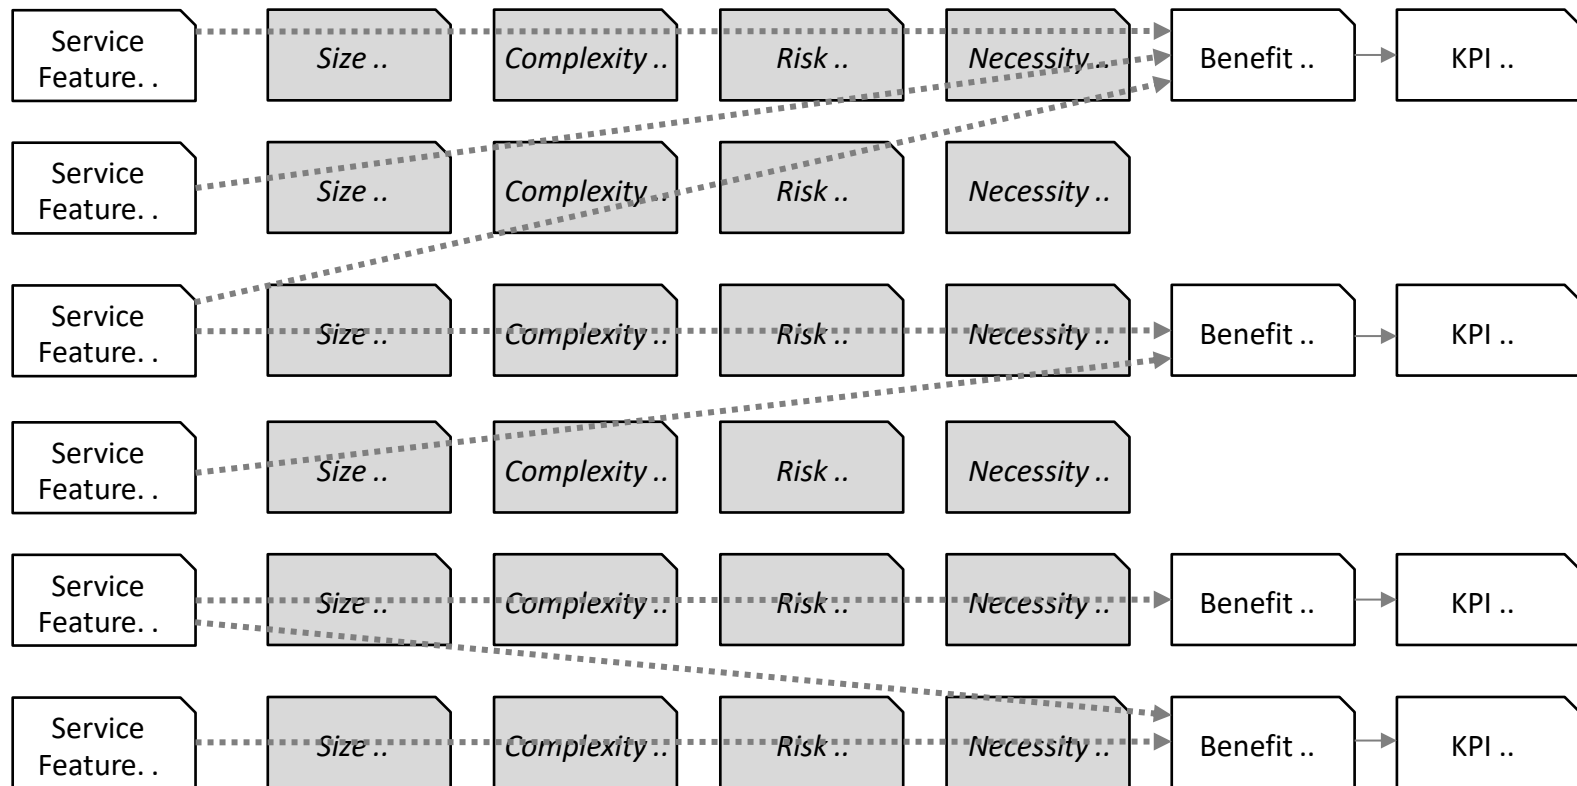 Service
Feature. .
Size ..
Complexity ..
Risk ..
Necessity ..
Benefit ..
KPI ..
Service
Feature. .
Size ..
Complexity ..
Risk ..
Necessity ..
Service
Feature. .
Size ..
Complexity ..
Risk ..
Necessity ..
Benefit ..
KPI ..
Service
Feature. .
Size ..
Complexity ..
Risk ..
Necessity ..
Service
Feature. .
Size ..
Complexity ..
Risk ..
Necessity ..
Benefit ..
KPI ..
Service
Feature. .
Size ..
Complexity ..
Risk ..
Necessity ..
Benefit ..
KPI ..